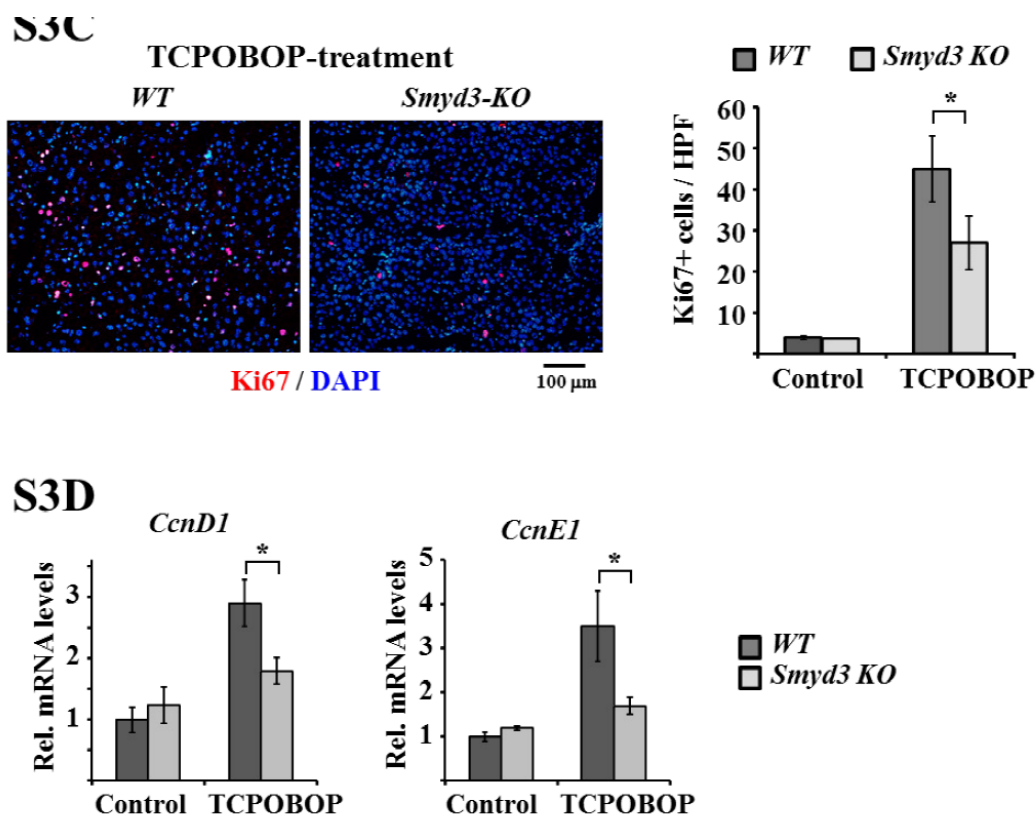 S3C
TCPOBOP-treatment
WT Smyd3-KO
Ki67 / DAPI
100 μm
WT Smyd3 KO
*
Ki67+ cells / HPF
60
50
40
30
20
10
Control TCPOBOP
S3D
CcnD1
*
Rel. mRNA levels
3
2
1
Control TCPOBOP
CcnE1
*
Rel. mRNA levels
5
4
3
2
1
Control TCPOBOP
WT
Smyd3 KO